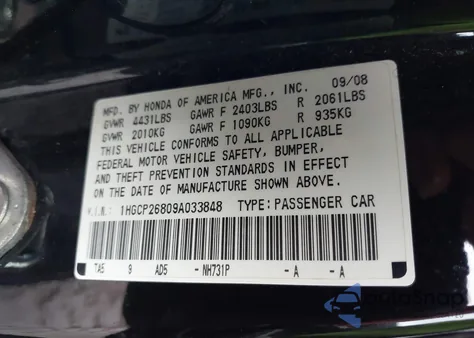 MFD. BY HONDA OF AMERICA MFG., INC. 09/08
GVWR 4431LBS GAWR F 2403LBS R 2061LBS
GVWR 2010KG GAWR F 1090KG R 935KG
THIS VEHICLE CONFORMS TO ALL APPLICABLE
FEDERAL MOTOR VEHICLE SAFETY, BUMPER,
AND THEFT PREVENTION STANDARDS IN EFFECT
ON THE DATE OF MANUFACTURE SHOWN ABOVE.
V.I.N.: 1HGCP26809A033848 TYPE:PASSENGER CAR
TA5 9 AD5 - NH731P -A -A
AutoSnap